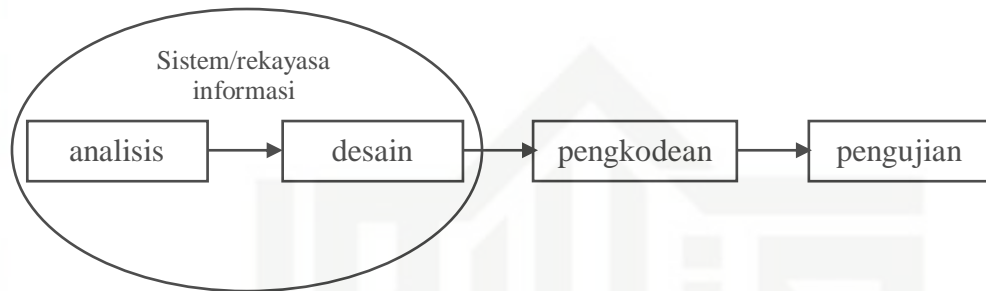 Sistem/rekayasa
informasi
analisis
desain
pengkodean
pengujian